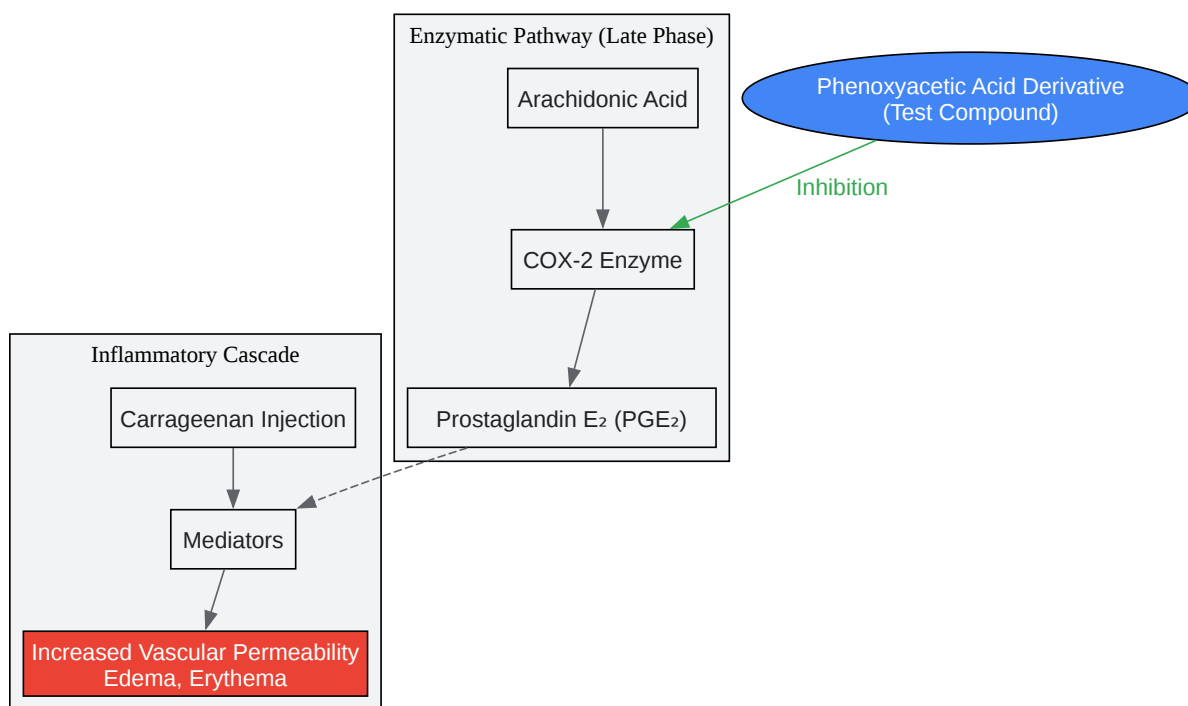 Enzymatic Pathway (Late Phase)
Arachidonic Acid
Phenoxyacetic Acid Derivative
(Test Compound)
Inhibition
COX-2 Enzyme
Prostaglandin E₂ (PGE₂)
Inflammatory Cascade
Carrageenan Injection
Mediators
Increased Vascular Permeability
Edema, Erythema